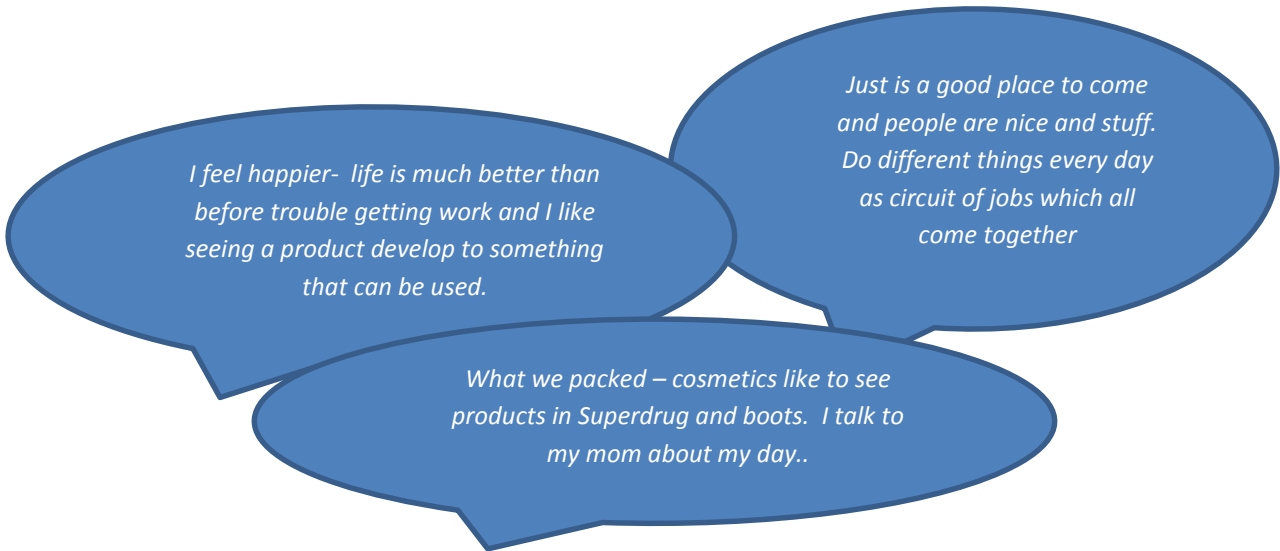 I feel happier-  life is much better than
before trouble getting work and I like
seeing a product develop to something
that can be used.
Just is a good place to come
and people are nice and stuff.
Do different things every day
as circuit of jobs which all
come together
What we packed – cosmetics like to see
products in Superdrug and boots.  I talk to
my mom about my day..